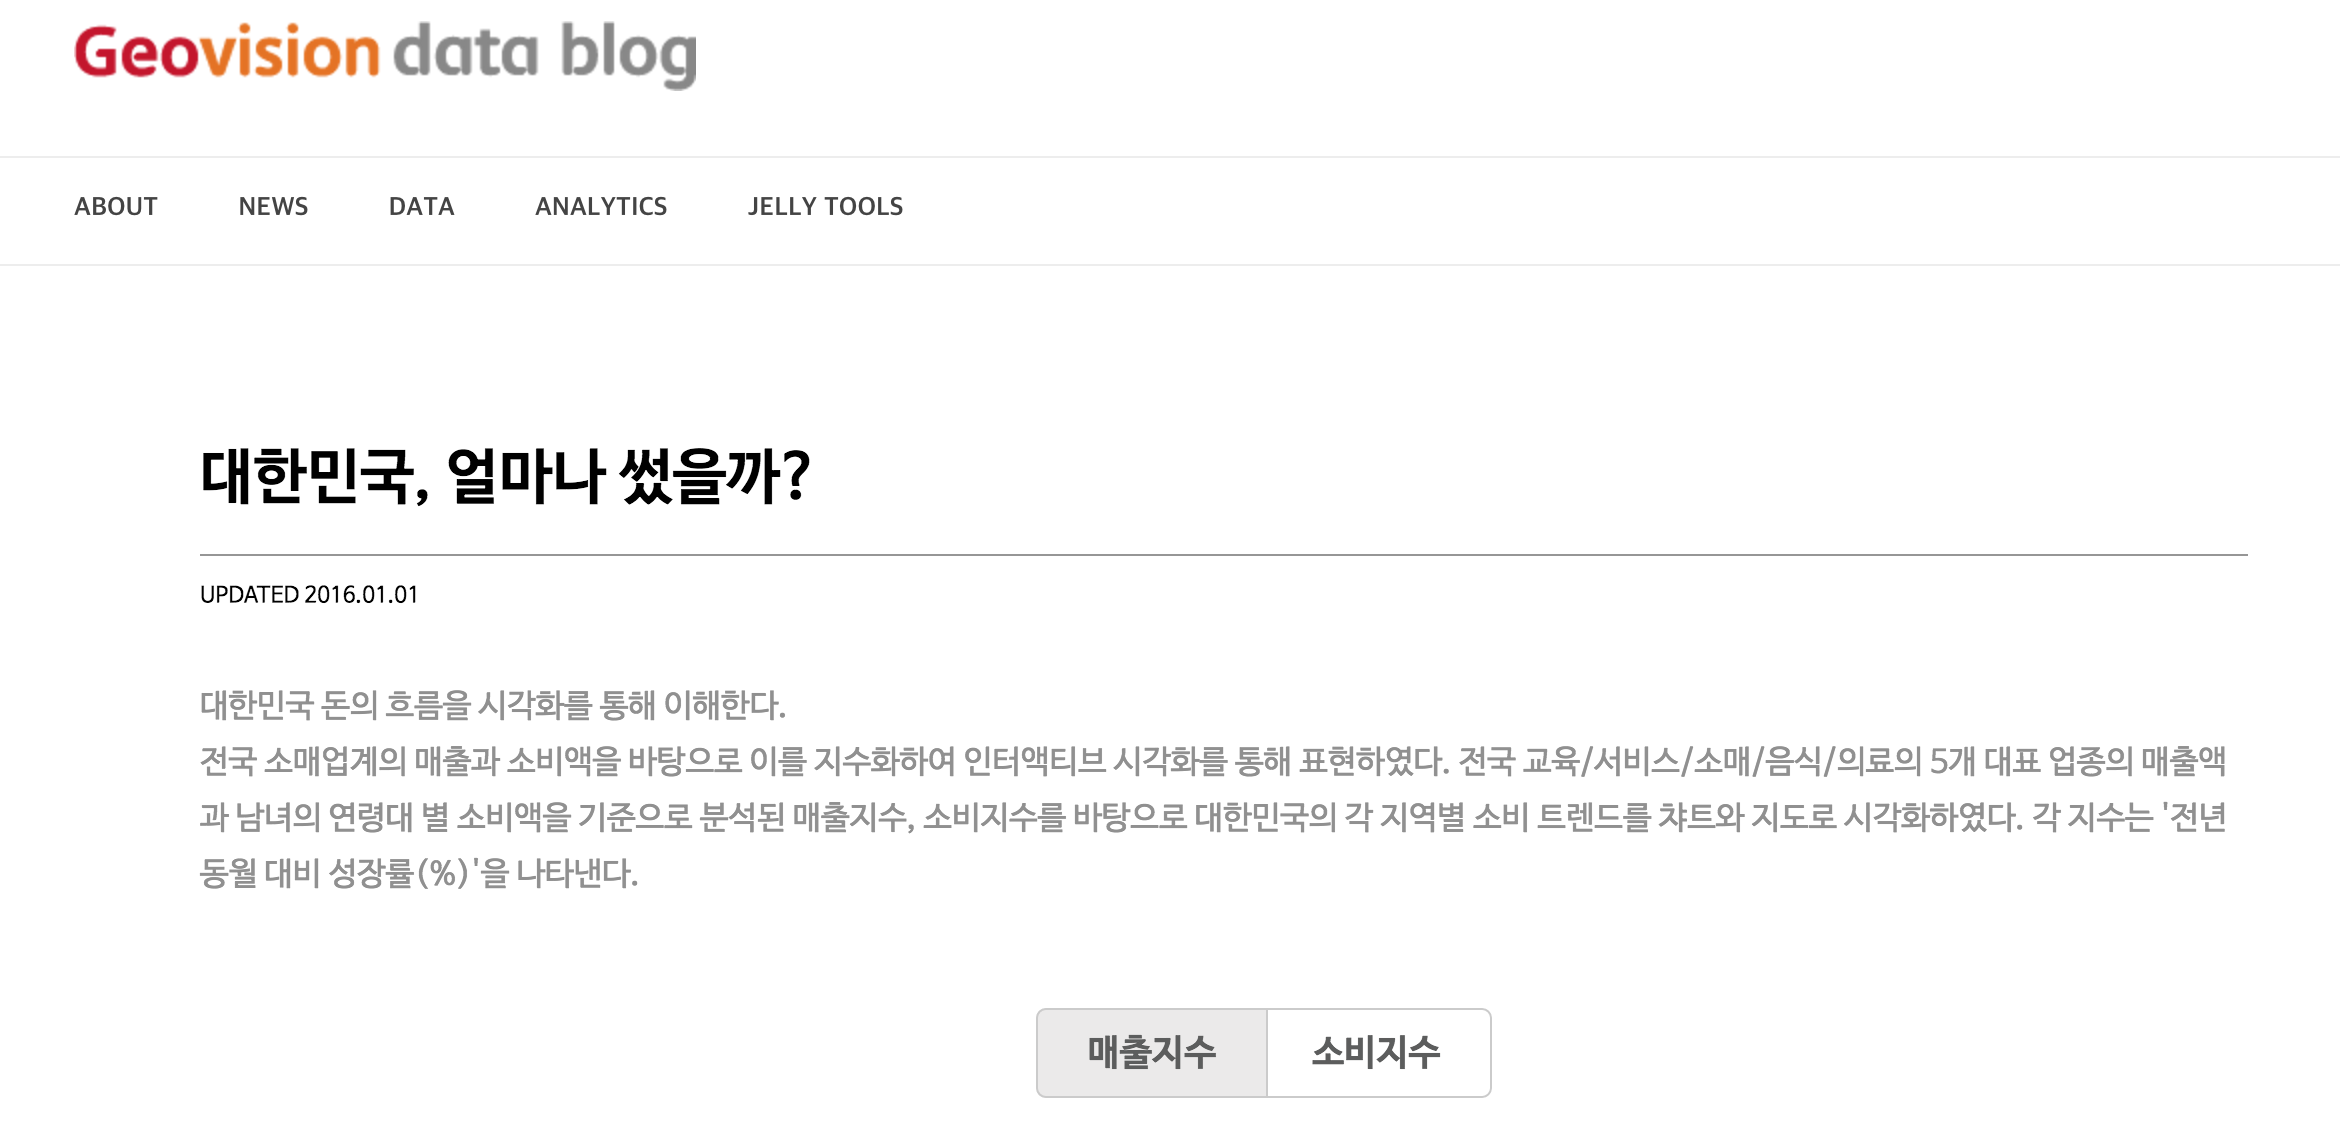 Geovision data blog
ABOUT NEWS DATA ANALYTICS JELLY TOOLS
대한민국, 얼마나 썼을까?
UPDATED 2016.01.01
대한민국 돈의 흐름을 시각화를 통해 이해한다.
전국 소매업계의 매출과 소비액을 바탕으로 이를 지수화하여 인터액티브 시각화를 통해 표현하였다. 전국 교육/서비스/소매/음식/의료의 5개 대표 업종의 매출액
과 남녀의 연령대 별 소비액을 기준으로 분석된 매출지수, 소비지수를 바탕으로 대한민국의 각 지역별 소비 트렌드를 챠트와 지도로 시각화하였다. 각 지수는 '전년
동월 대비 성장률(%)'을 나타낸다.
매출지수 소비지수